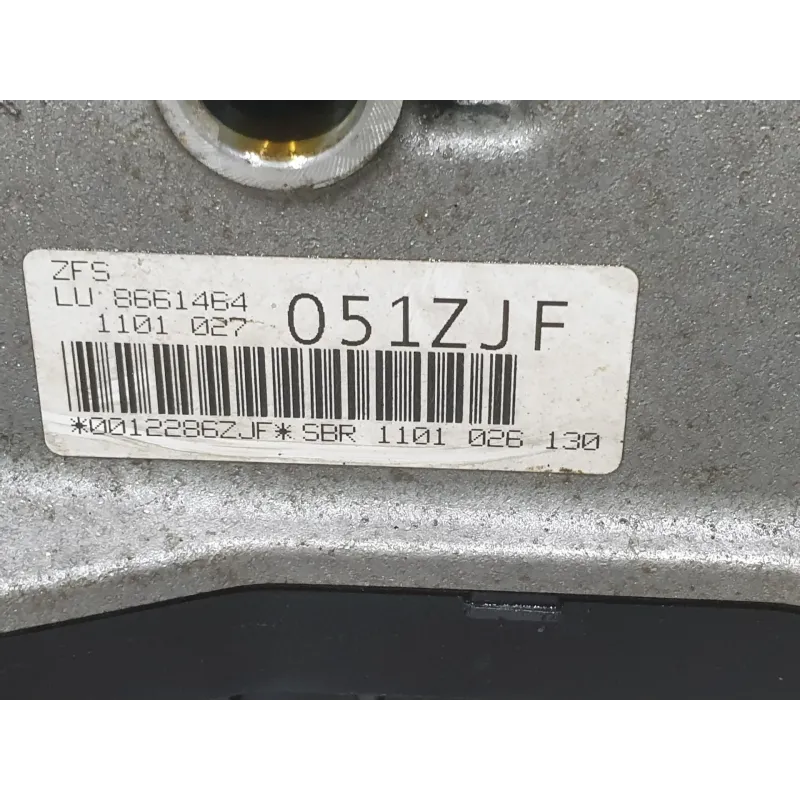 ZFS
LU 8661464
1101 027 051ZJF
*0012286ZJF* SBR 1101 026 130